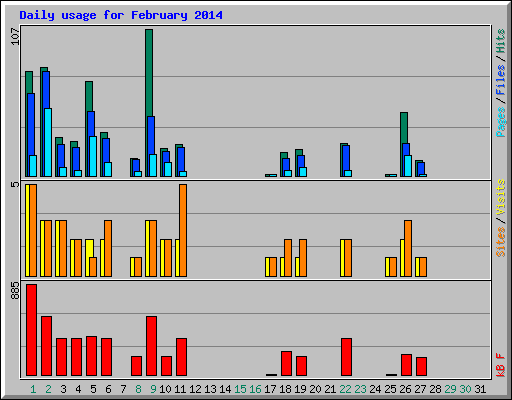 Daily usage for February 2014
107
5
885
Pages/Files/Hits
Sites/Visits
kB F
1 2 3 4 5 6 7 8 9 10 11 12 13 14 15 16 17 18 19 20 21 22 23 24 25 26 27 28 29 30 31